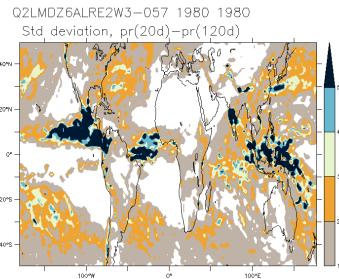 Q2LMDZ6ALRE2W3-057 1980 1980
Std deviation, pr(20d)-pr(120d)
40°N
20°N
0°
20°S
40°S
100°W
0°
100°E
5
4
3
2
1